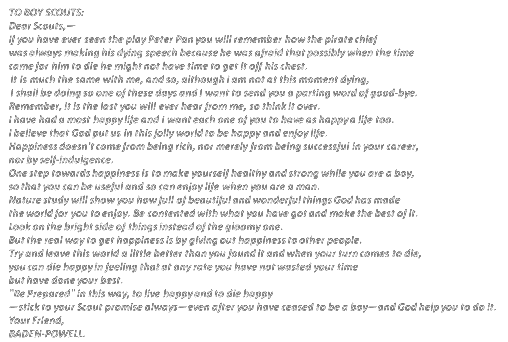 TO BOY SCOUTS:
Dear Scouts,—
If you have ever seen the play Peter Pan you will remember how the pirate chief
was always making his dying speech because he was afraid that possibly when the time
came for him to die he might not have time to get it off his chest.
It is much the same with me, and so, although I am not at this moment dying,
I shall be doing so one of these days and I want to send you a parting word of good-bye.
Remember, it is the last you will ever hear from me, so think it over.
I have had a most happy life and I want each one of you to have as happy a life too.
I believe that God put us in this jolly world to be happy and enjoy life.
Happiness doesn't come from being rich, nor merely from being successful in your career,
nor by self-indulgence.
One step towards happiness is to make yourself healthy and strong while you are a boy,
so that you can be useful and so can enjoy life when you are a man.
Nature study will show you how full of beautiful and wonderful things God has made
the world for you to enjoy. Be contented with what you have got and make the best of it.
Look on the bright side of things instead of the gloomy one.
But the real way to get happiness is by giving out happiness to other people.
Try and leave this world a little better than you found it and when your turn comes to die,
you can die happy in feeling that at any rate you have not wasted your time
but have done your best.
"Be Prepared" in this way, to live happy and to die happy
—stick to your Scout promise always—even after you have ceased to be a boy—and God help you to do it.
Your Friend,
BADEN-POWELL.